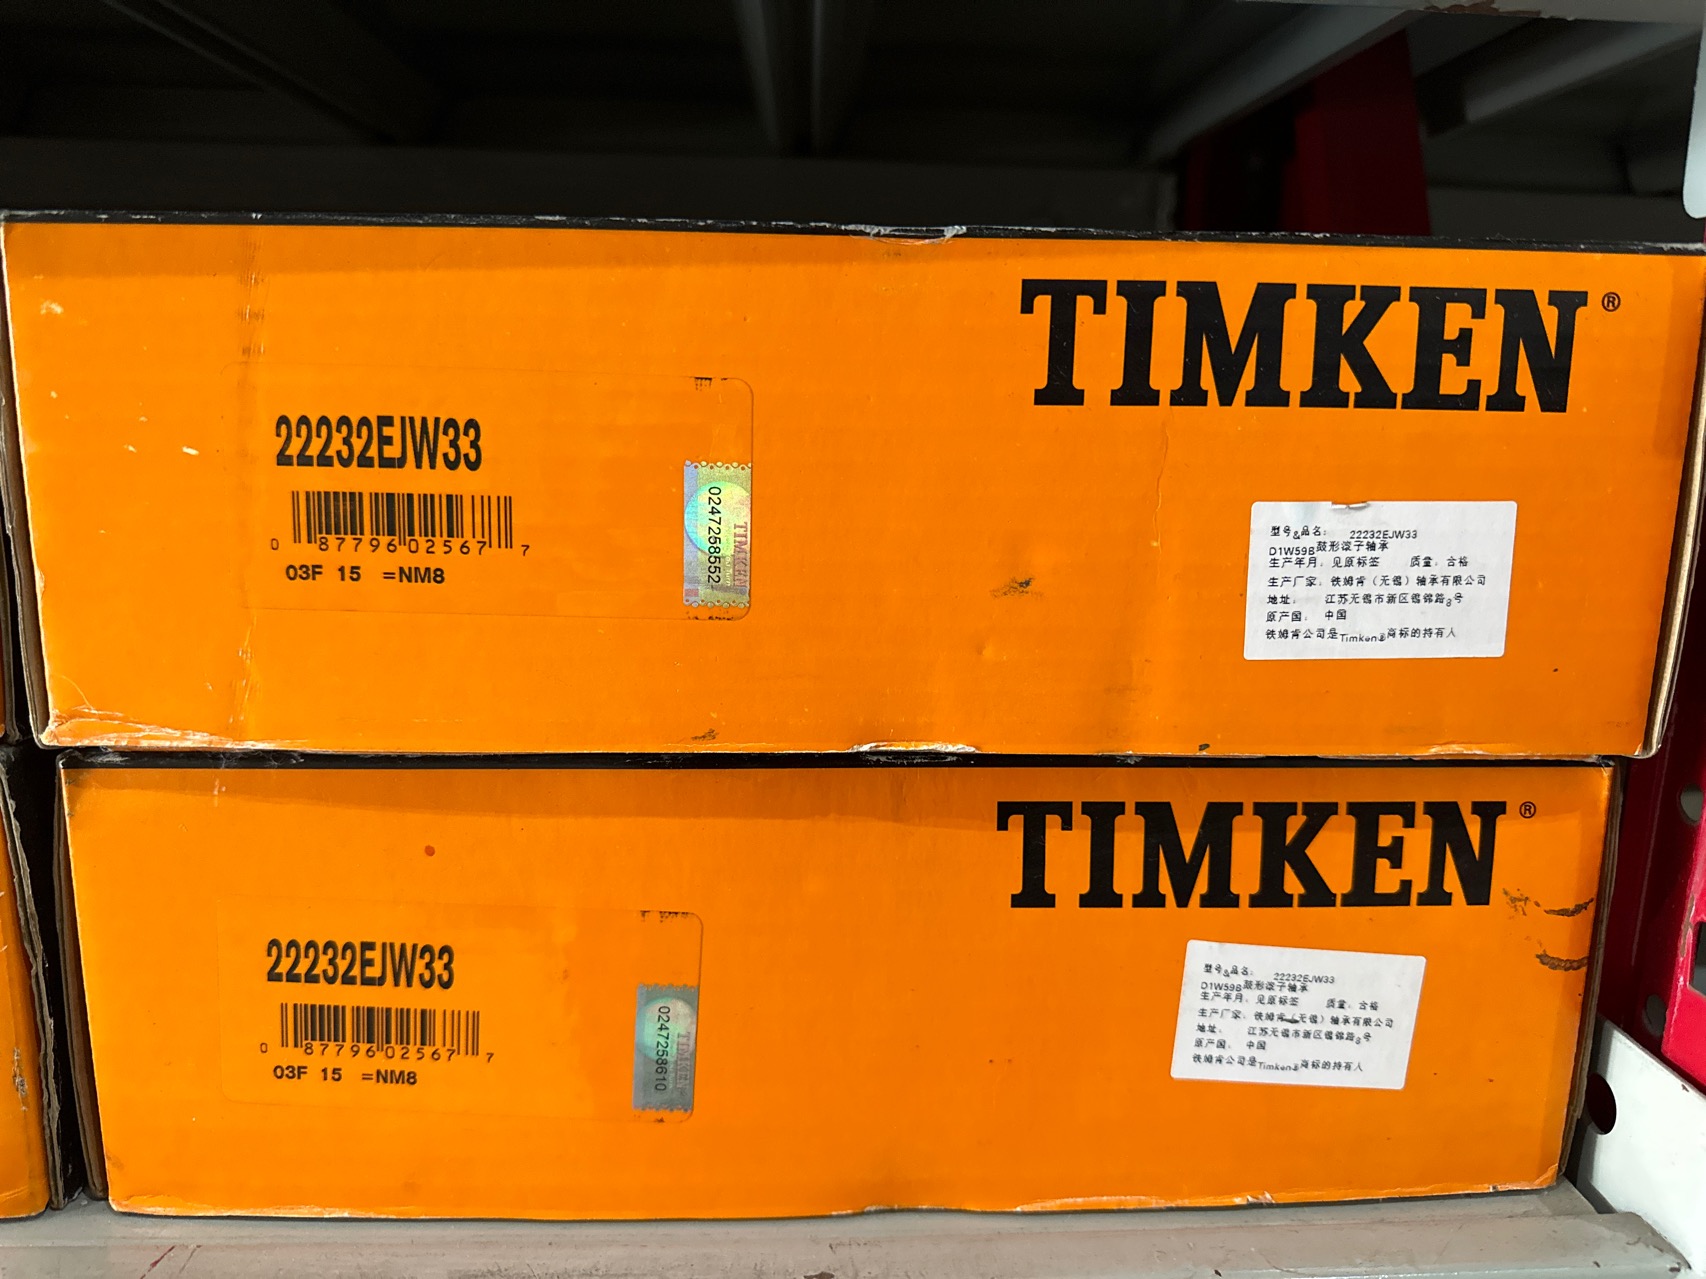 TIMKEN®
22232EJW33
0 87796 02567 7
03F 15 =NM8
0247258552
TIMKEN
型号&品名： 22232EJW33
D1W59B鼓形滚子轴承
生产年月：见原标签 质量：合格
生产厂家：铁姆肯（无锡）轴承有限公司
地址： 江苏无锡市新区锡锦路8号
原产国： 中国
铁姆肯公司是Timken®商标的持有人
TIMKEN®
22232EJW33
0 87796 02567 7
03F 15 =NM8
0247258610
TIMKEN
型号&品名： 22232EJW33
D1W59B鼓形滚子轴承
生产年月：见原标签 质量：合格
生产厂家：铁姆肯（无锡）轴承有限公司
地址： 江苏无锡市新区锡锦路8号
原产国： 中国
铁姆肯公司是Timken®商标的持有人